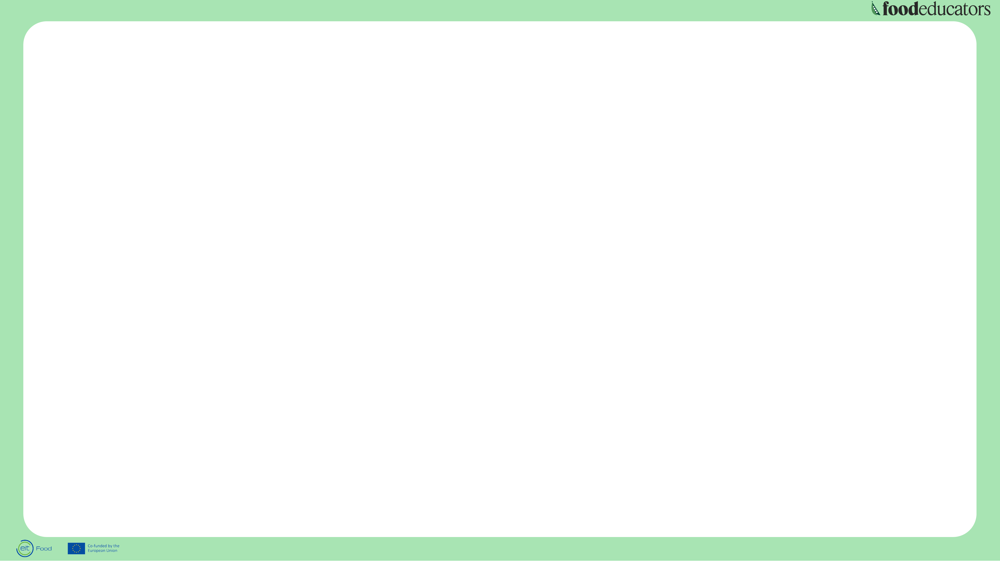 foodeducators
eit Food
Co-funded by the
European Union